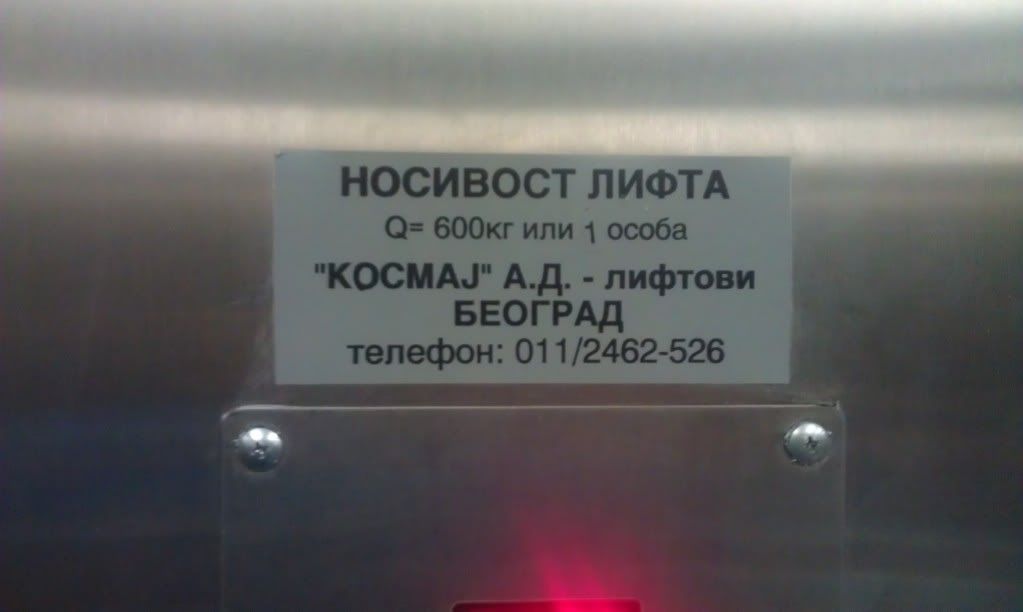 НОСИВОСТ ЛИФТА
Q= 600кг или 1 особа
"КОСМАЈ" А.Д. - лифтови
БЕОГРАД
телефон: 011/2462-526